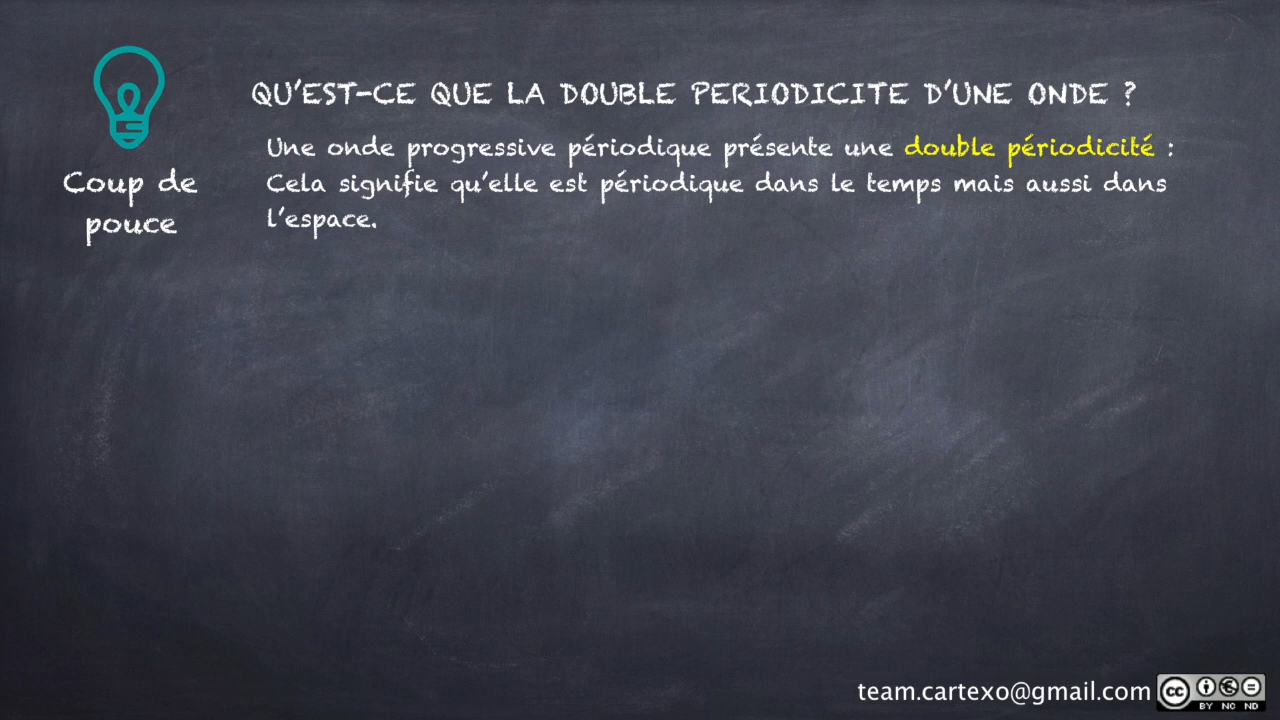 QU'EST-CE QUE LA DOUBLE PERIODICITE D'UNE ONDE ?
Une onde progressive périodique présente une double périodicité :
Cela signifie qu'elle est périodique dans le temps mais aussi dans
l'espace.
Coup de
pouce
team.cartexo@gmail.com
cc
BY NC ND